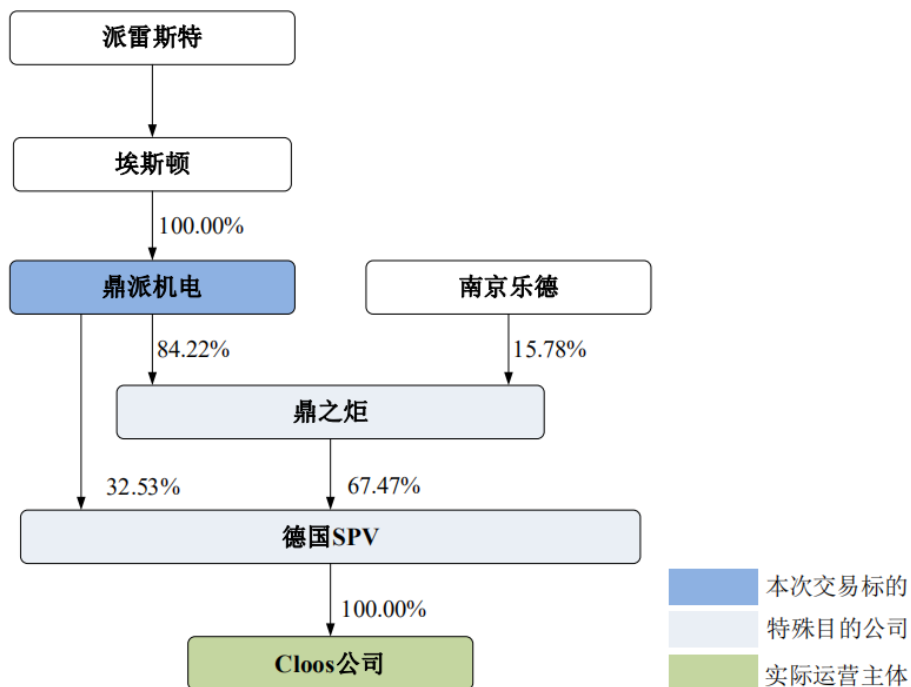 派雷斯特
埃斯顿
100.00%
鼎派机电
南京乐德
84.22%
15.78%
鼎之炬
32.53%
67.47%
德国SPV
100.00%
Cloos公司
本次交易标的
特殊目的公司
实际运营主体